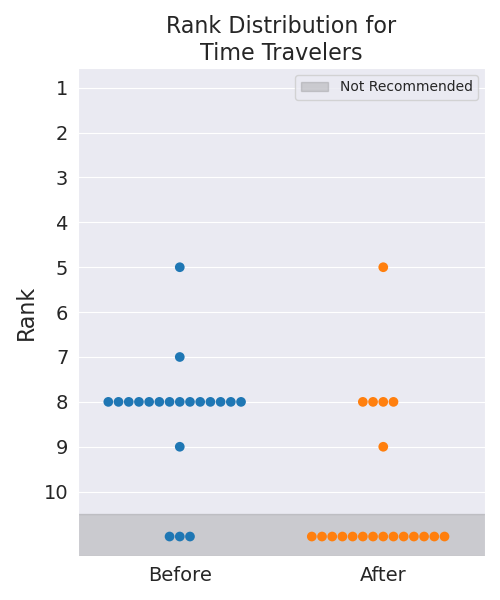 Rank Distribution for
Time Travelers
Not Recommended
1
2
3
4
5
6
7
8
9
10
Rank
Before
After